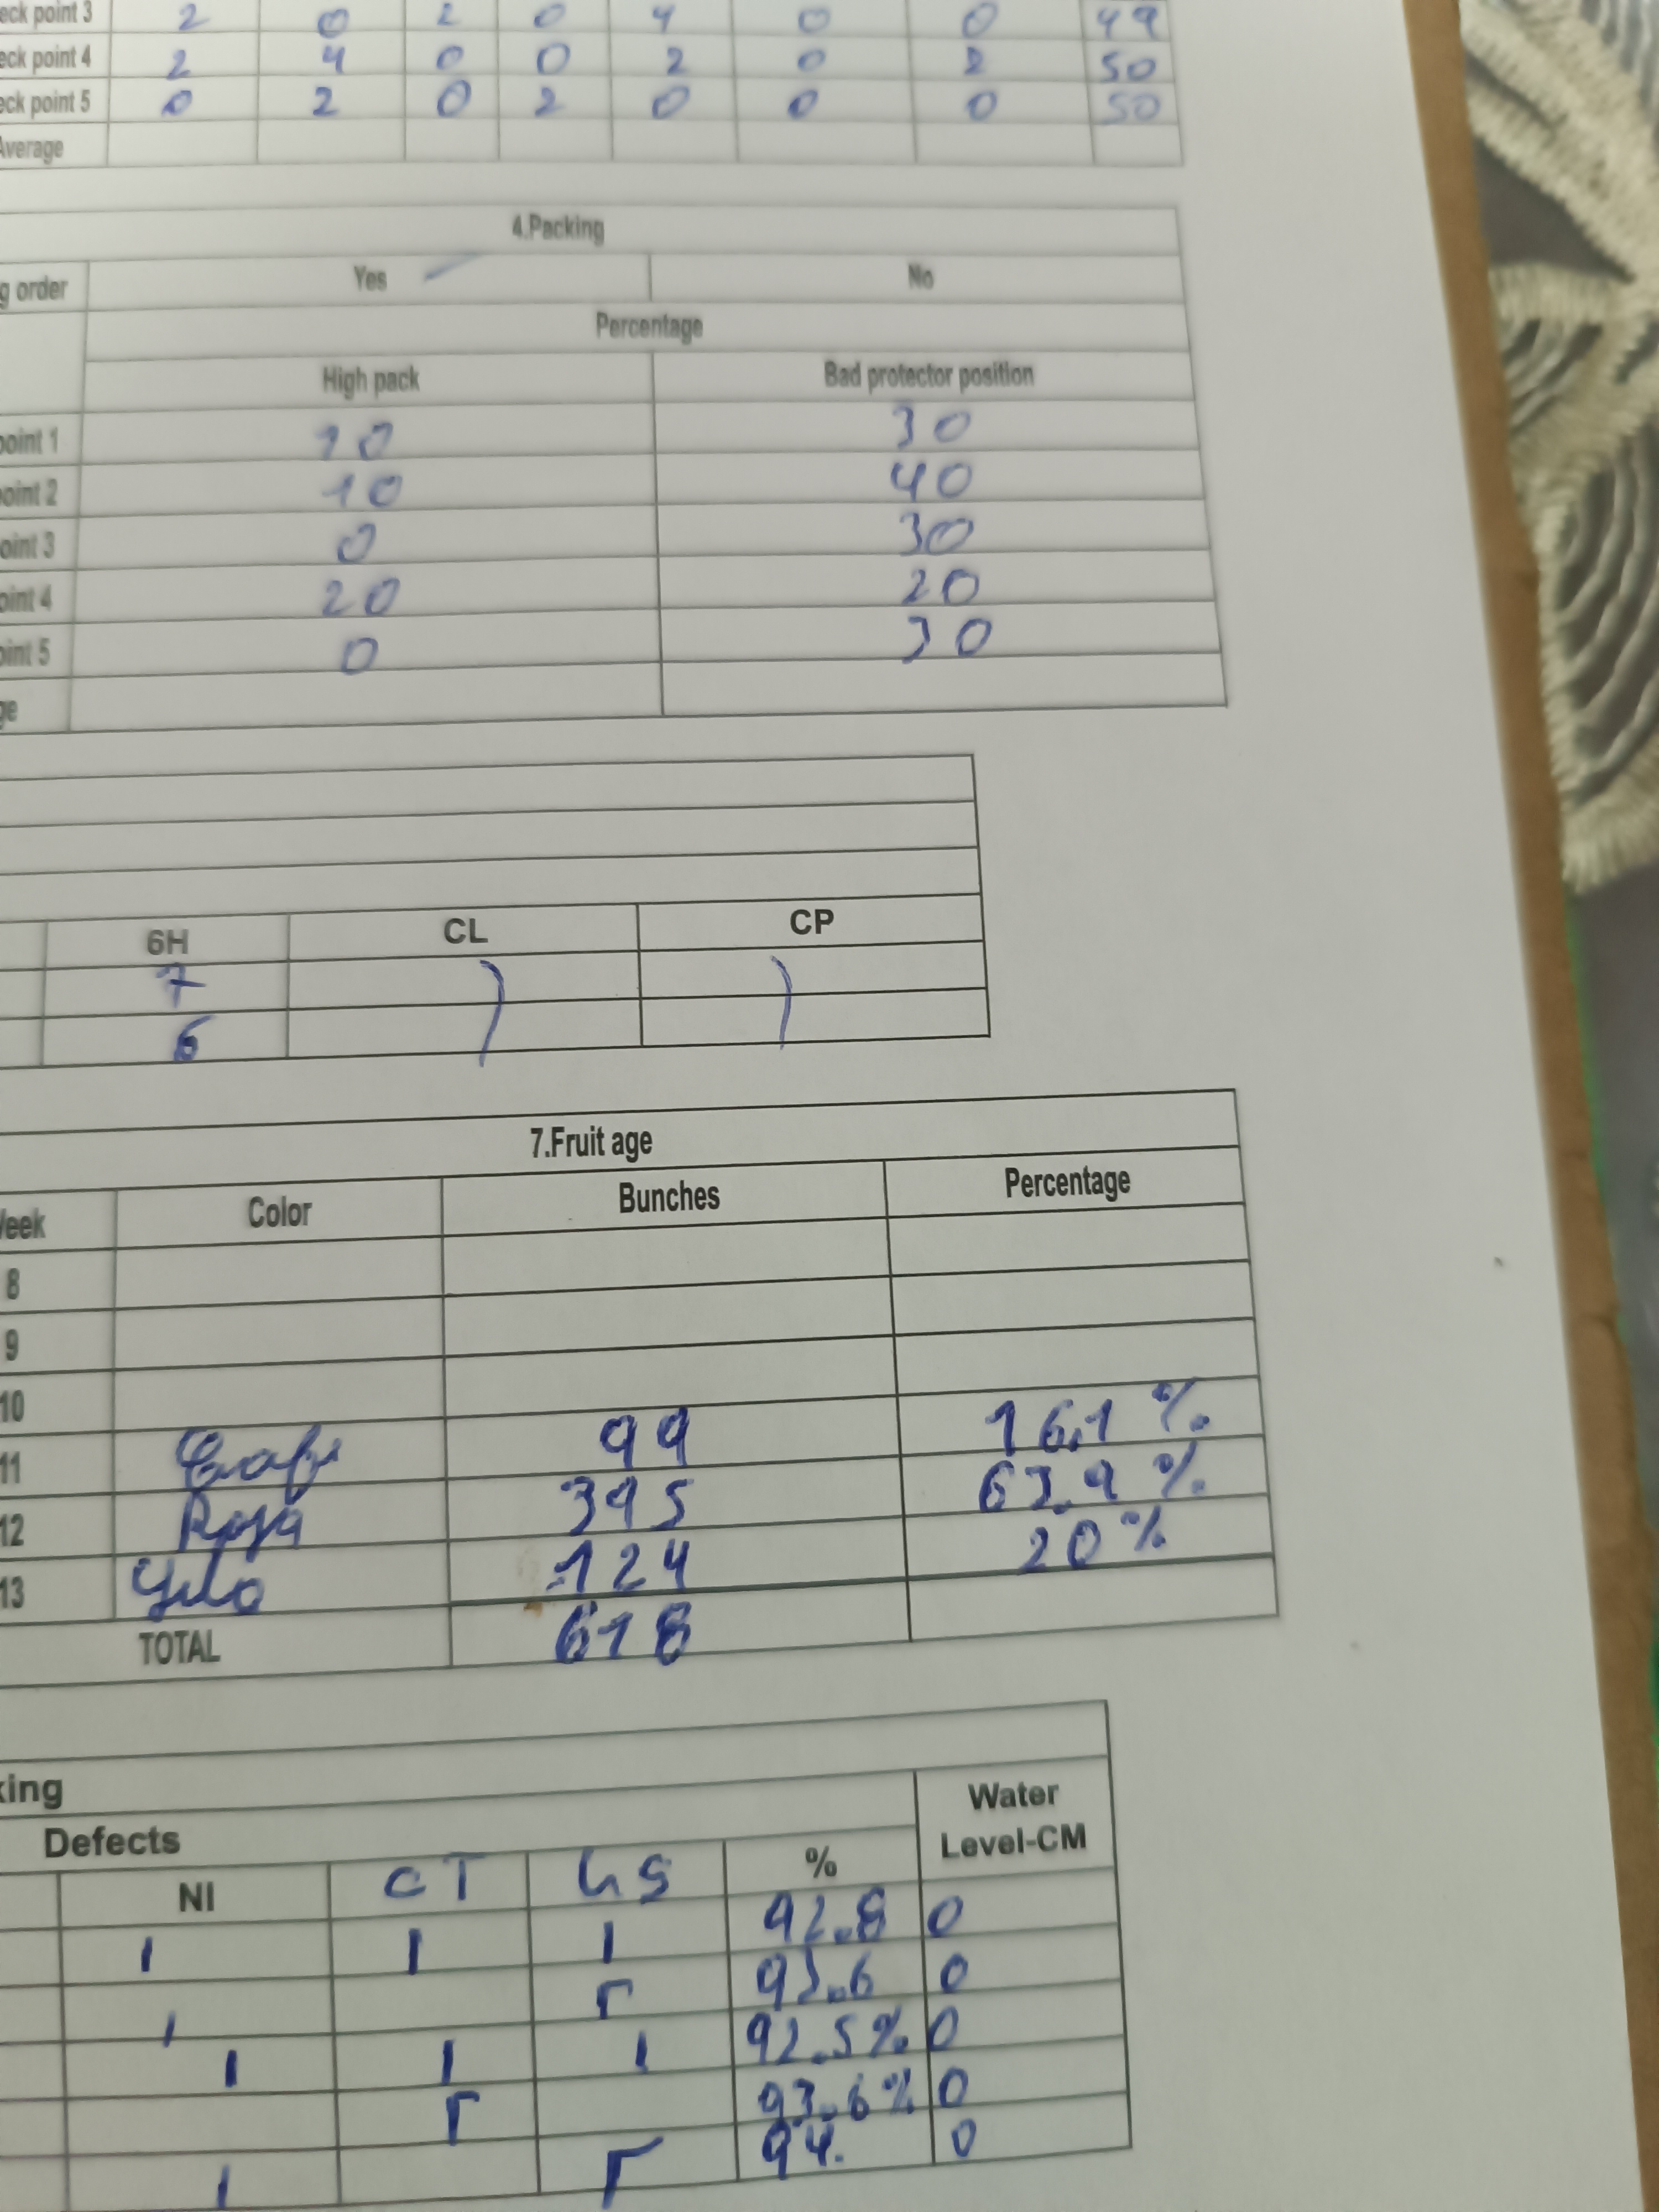 eck point 3 2 0 2 0 4 0 0 49
eck point 4 2 4 0 0 2 0 2 50
eck point 5 0 2 0 2 0 0 0 50
Average
4.Packing
g order Yes No
Percentage
High pack Bad protector position
point 1 10 30
point 2 10 40
oint 3 0 30
oint 4 20 20
oint 5 0 30
ge
6H CL CP
7
6
7.Fruit age
Week Color Bunches Percentage
8
9
10
11 Cafe 99 16,1 %
12 Roja 395 63.9 %
13 124 20 %
TOTAL 618
king
Defects Water Level-CM
NI CT %
1 1 1 92.8 0
93.6 0
1 1 1 92.5% 0
93.6% 0
94. 0